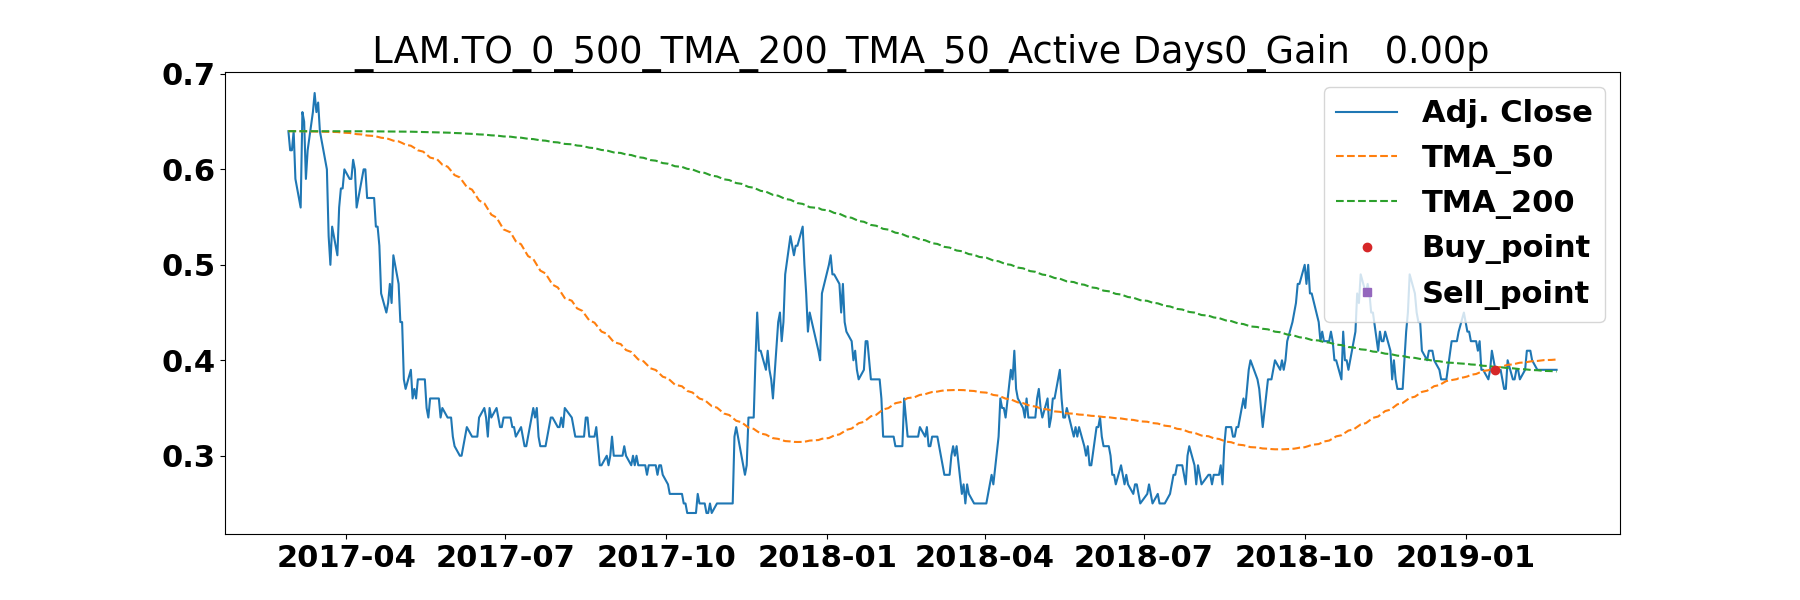 _LAM.TO_0_500_TMA_200_TMA_50_Active Days0_Gain   0.00p
0.7
0.6
0.5
0.4
0.3
Adj. Close
TMA_50
TMA_200
Buy_point
Sell_point
2017-04 2017-07 2017-10 2018-01 2018-04 2018-07 2018-10 2019-01